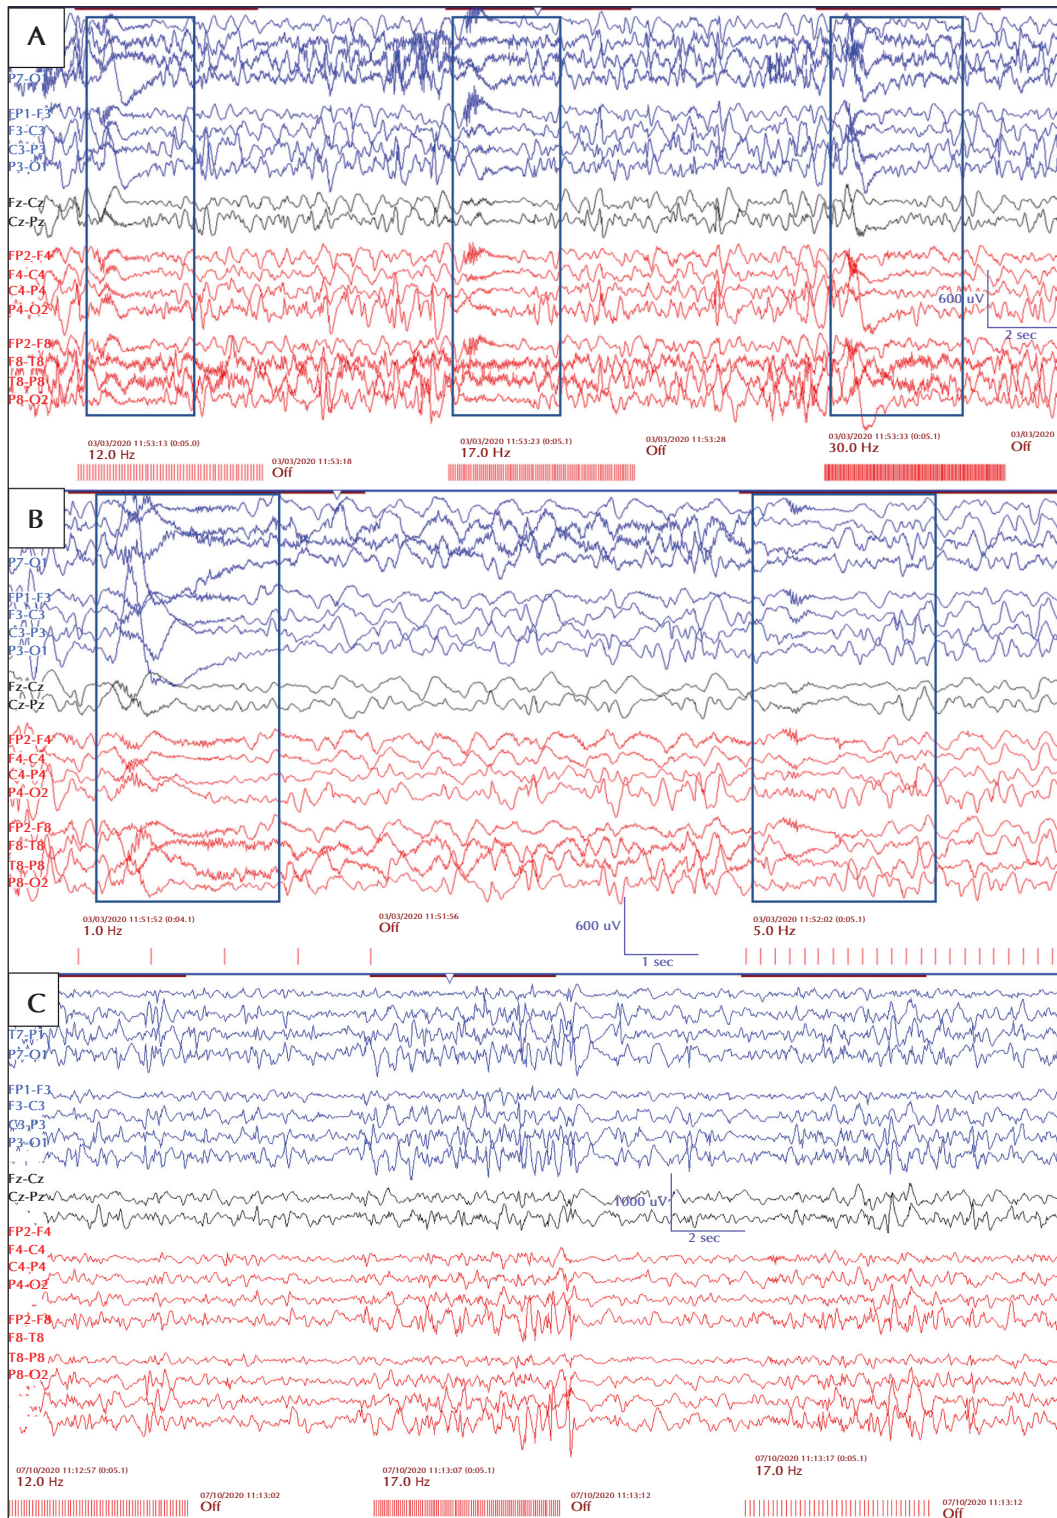 A
P7-O1
FP1-F3
F3-C3
C3-P3
P3-O1
Fz-Cz
Cz-Pz
FP2-F4
F4-C4
C4-P4
P4-O2
600 uV
2 sec
FP2-F8
F8-T8
T8-P8
P8-O2
03/03/2020 11:53:13 (0:05.0)
12.0 Hz
03/03/2020 11:53:18
Off
03/03/2020 11:53:23 (0:05.1)
17.0 Hz
03/03/2020 11:53:28
Off
03/03/2020 11:53:33 (0:05.1)
30.0 Hz
03/03/2020
Off
B
P7-O1
FP1-F3
F3-C3
C3-P3
P3-O1
Fz-Cz
Cz-Pz
FP2-F4
F4-C4
C4-P4
P4-O2
FP2-F8
F8-T8
T8-P8
P8-O2
03/03/2020 11:51:52 (0:04.1)
1.0 Hz
03/03/2020 11:51:56
Off
600 uV
1 sec
03/03/2020 11:52:02 (0:05.1)
5.0 Hz
C
T7-P1
P7-O1
FP1-F3
F3-C3
C3-P3
P3-O1
Fz-Cz
Cz-Pz
1000 uV
2 sec
FP2-F4
F4-C4
C4-P4
P4-O2
FP2-F8
F8-T8
T8-P8
P8-O2
07/10/2020 11:12:57 (0:05.1)
12.0 Hz
07/10/2020 11:13:02
Off
07/10/2020 11:13:07 (0:05.1)
17.0 Hz
07/10/2020 11:13:12
Off
07/10/2020 11:13:17 (0:05.1)
17.0 Hz
07/10/2020 11:13:12
Off